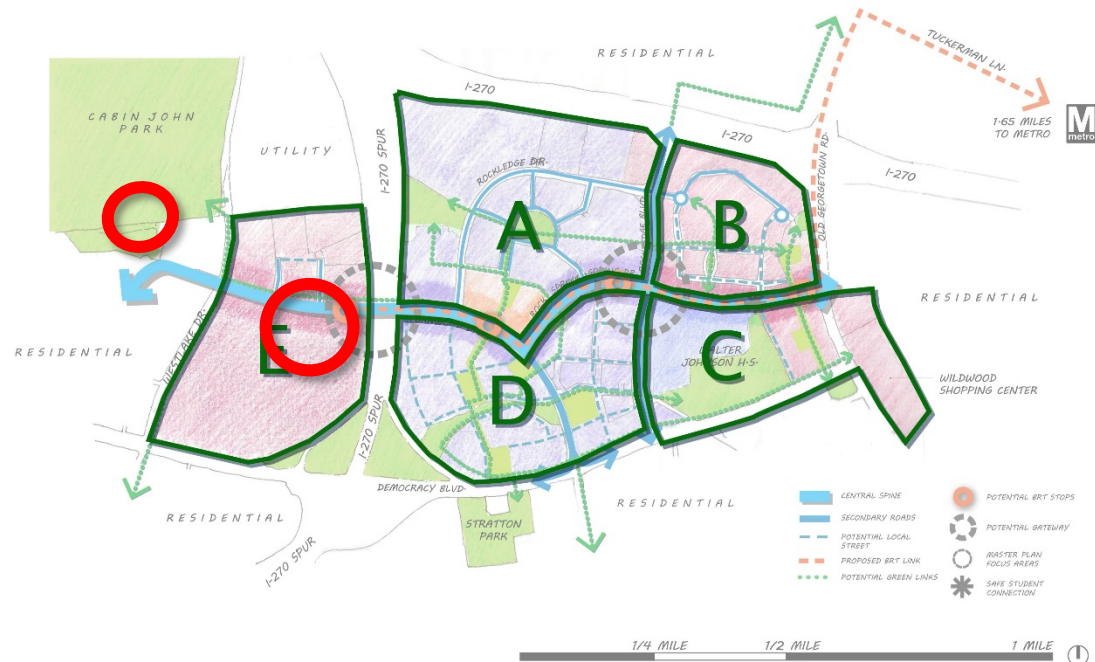 RESIDENTIAL
TUCKERMAN LN.
I-270
CABIN JOHN
PARK
UTILITY
I-270 SPUR
1.65 MILES
TO METRO
M
metro
I-270
I-270
ROCKLEDGE DR.
OLD GEORGETOWN RD.
A
B
WESTLAKE DR.
E
RESIDENTIAL
RESIDENTIAL
WALTER
JOHNSON H.S.
C
D
WILDWOOD
SHOPPING CENTER
I-270 SPUR
DEMOCRACY BLVD.
RESIDENTIAL
STRATTON
PARK
RESIDENTIAL
I-270 SPUR
CENTRAL SPINE
SECONDARY ROADS
POTENTIAL LOCAL
STREET
PROPOSED BRT LINK
POTENTIAL GREEN LINKS
POTENTIAL BRT STOPS
POTENTIAL GATEWAY
MASTER PLAN
FOCUS AREAS
SAFE STUDENT
CONNECTION
1/4 MILE
1/2 MILE
1 MILE